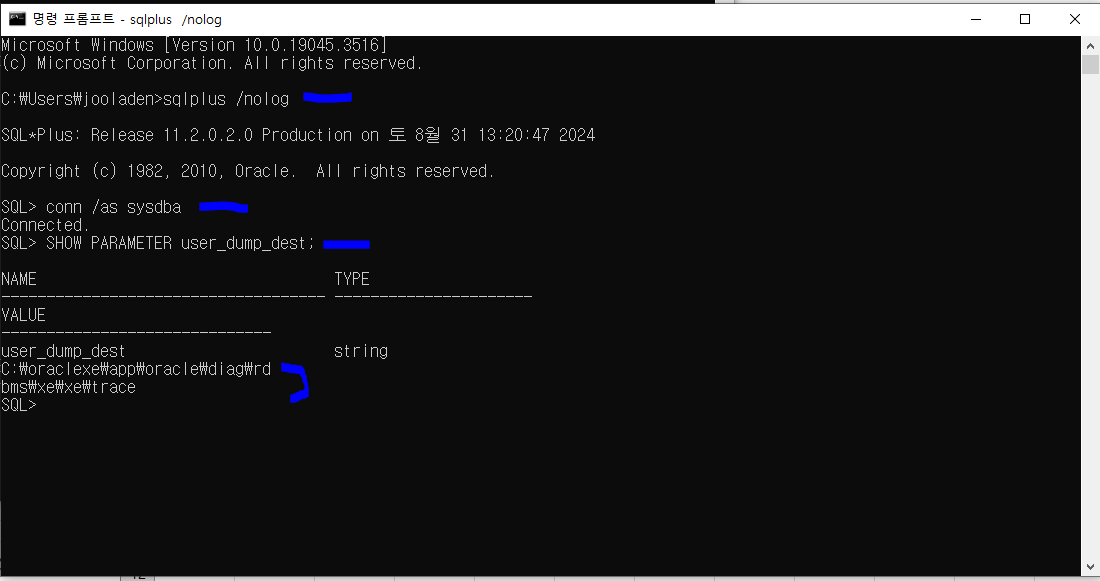 명령 프롬프트 - sqlplus /nolog
Microsoft Windows [Version 10.0.19045.3516]
(c) Microsoft Corporation. All rights reserved.
C:₩Users₩jooladen>sqlplus /nolog
SQL*Plus: Release 11.2.0.2.0 Production on 토 8월 31 13:20:47 2024
Copyright (c) 1982, 2010, Oracle.  All rights reserved.
SQL> conn /as sysdba
Connected.
SQL> SHOW PARAMETER user_dump_dest;
NAME                                 TYPE
------------------------------------ ----------------------
VALUE
------------------------------
user_dump_dest                       string
C:₩oraclexe₩app₩oracle₩diag₩rd
bms₩xe₩xe₩trace
SQL>